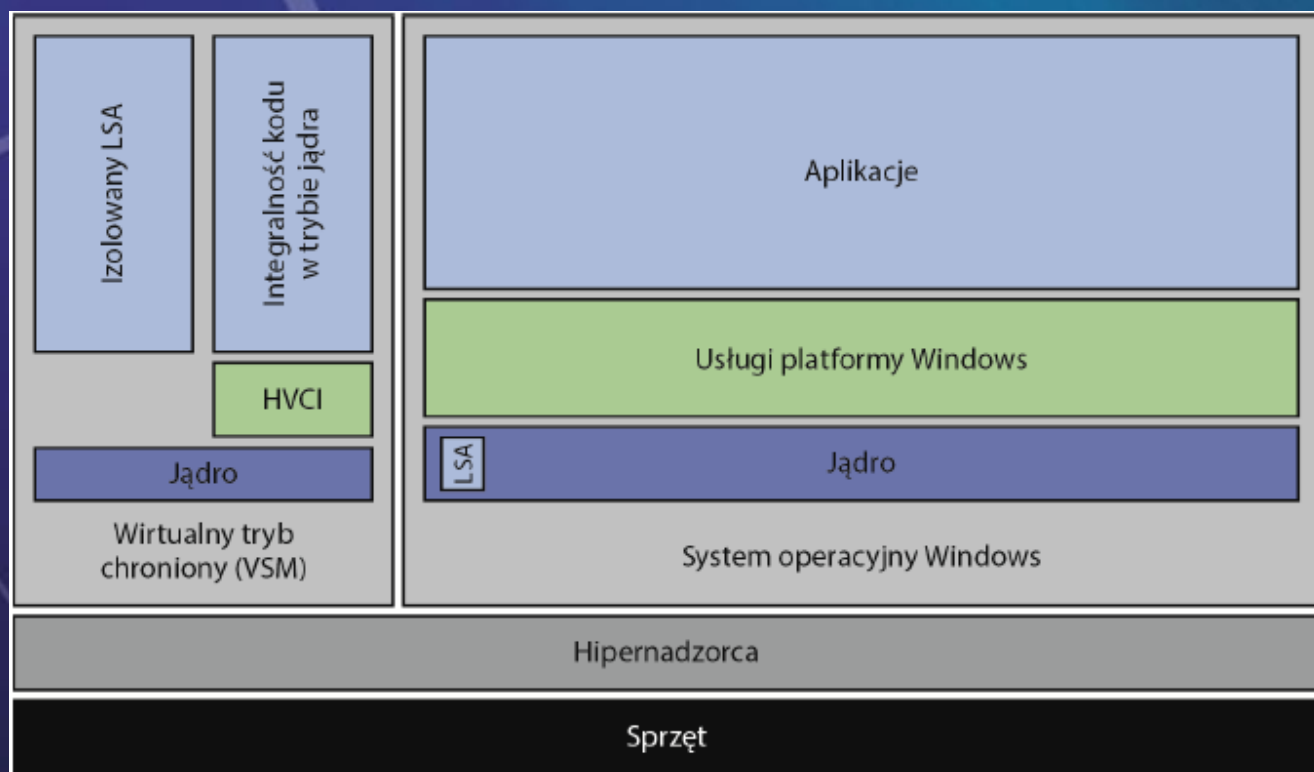 Izolowany LSA
Integralność kodu
w trybie jądra
HVCI
Jądro
Wirtualny tryb
chroniony (VSM)
Aplikacje
Usługi platformy Windows
LSA
Jądro
System operacyjny Windows
Hipernadzorca
Sprzęt